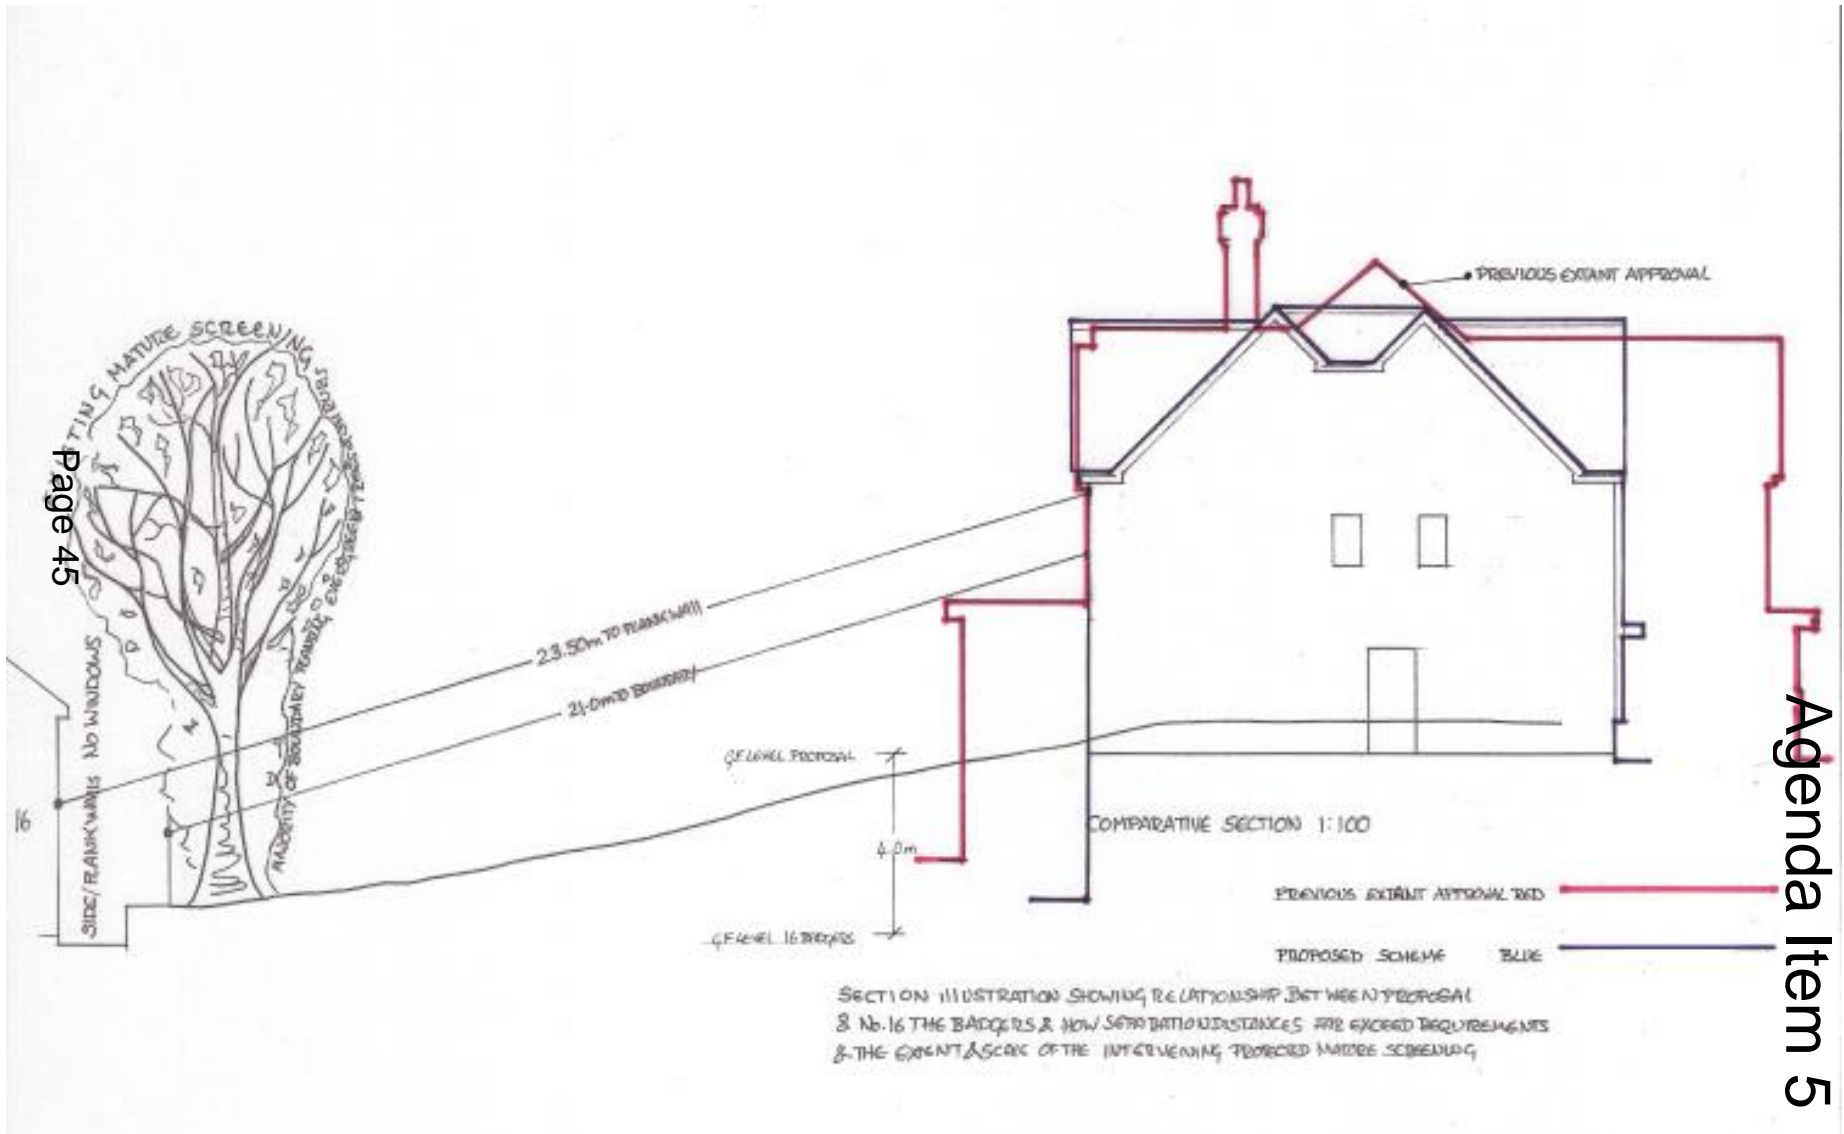 PREVIOUS EXTANT APPROVAL
EXISTING MATURE SCREENING
Page 45
SIDE/FLANK WALLS NO WINDOWS
MAJORITY OF BOUNDARY
16
23.50m TO FLANK WALL
21.0m TO BOUNDARY
G.F. LEVEL PROPOSAL
4.0m
G.F LEVEL 16 BADGERS
COMPARATIVE SECTION 1:100
PREVIOUS EXTANT APPROVAL RED
PROPOSED SCHEME BLUE
SECTION ILLUSTRATION SHOWING RELATIONSHIP BETWEEN PROPOSAL
& No.16 THE BADGERS & HOW SEPARATION DISTANCES FAR EXCEED REQUIREMENTS
& THE EXTENT & SCALE OF THE INTERVENING PROTECTED MATURE SCREENING
Agenda Item 5